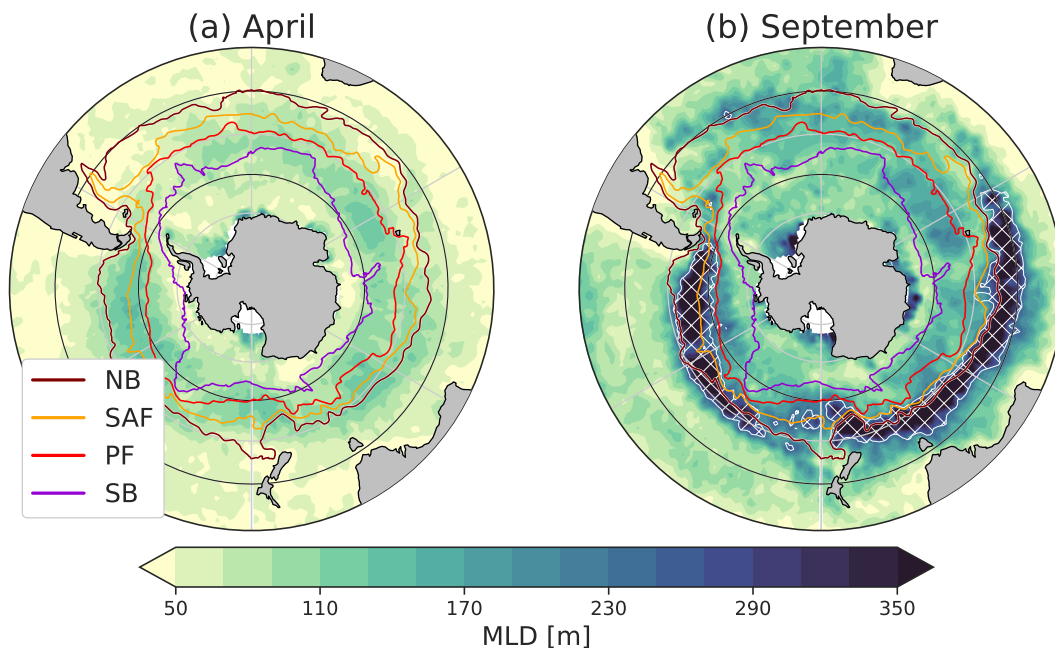 (a) April
(b) September
NB
SAF
PF
SB
50 110 170 230 290 350
MLD [m]